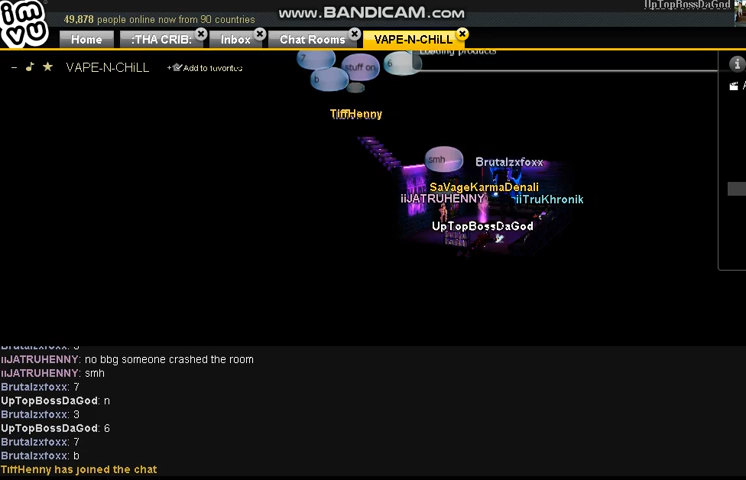 49,878 people online now from 90 countries
www.BANDICAM.com
UpTopBossDaGod
imvu
Home
:THA CRIB:
Inbox
Chat Rooms
VAPE-N-CHiLL
Loading products
VAPE-N-CHiLL
+ Add to favorites
7
stuff on
6
b
TiffHenny
smh
Brutalzxfoxx
SaVageKarmaDenali
iiJATRUHENNY
iiTruKhronik
UpTopBossDaGod
Brutalzxfoxx: 3
iiJATRUHENNY: no bbg someone crashed the room
iiJATRUHENNY: smh
Brutalzxfoxx: 7
UpTopBossDaGod: n
Brutalzxfoxx: 3
UpTopBossDaGod: 6
Brutalzxfoxx: 7
Brutalzxfoxx: b
TiffHenny has joined the chat